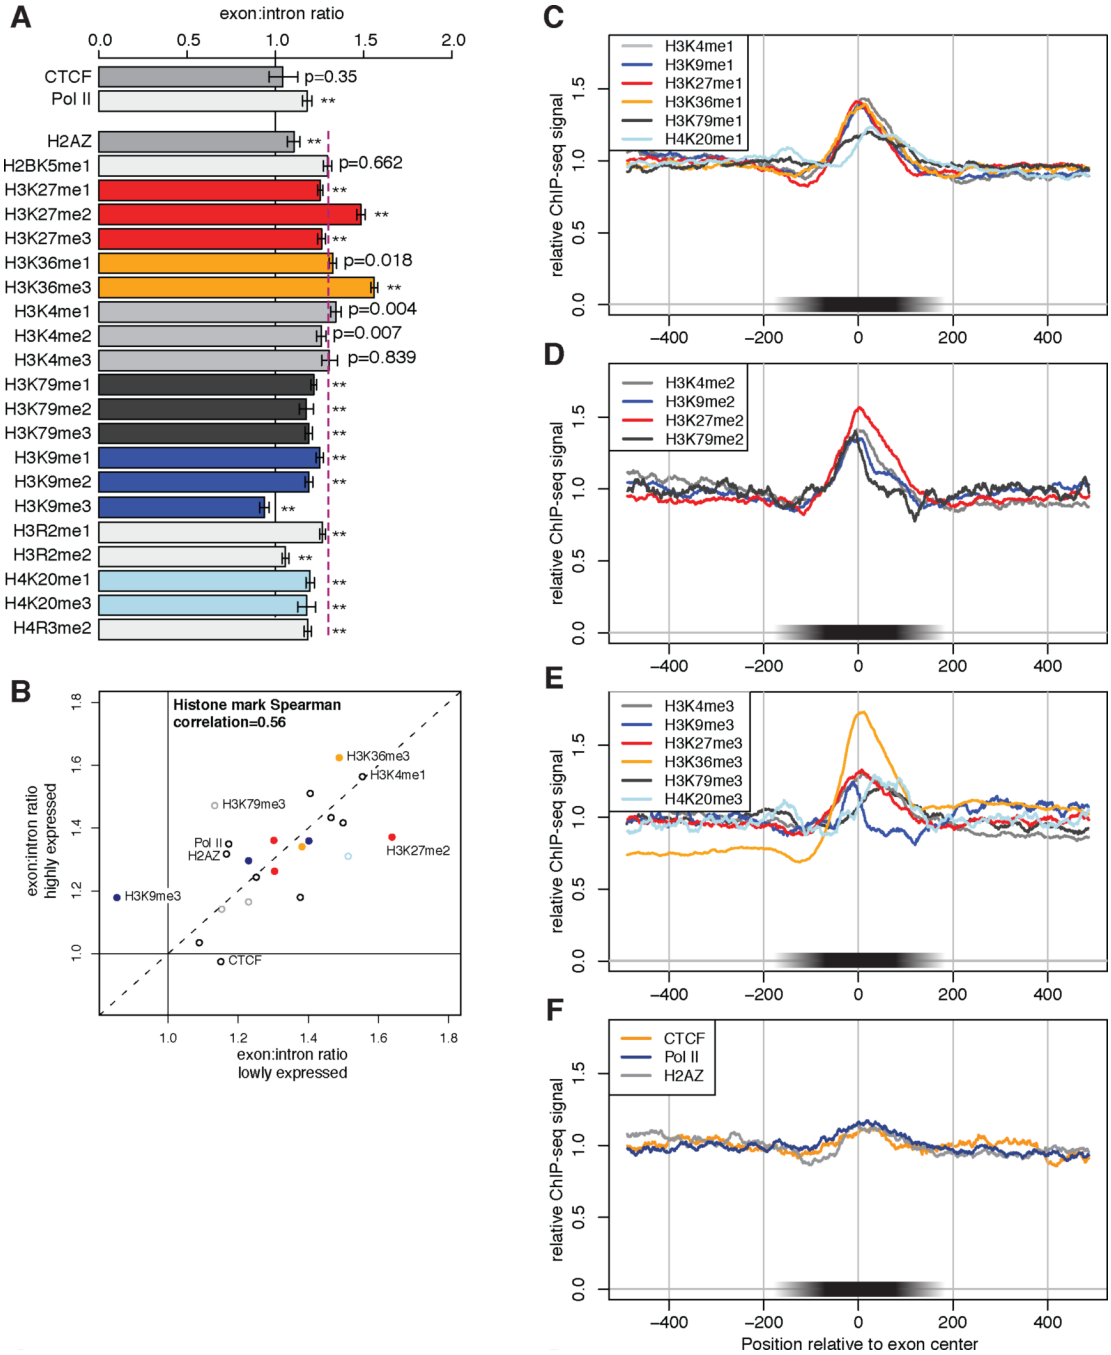 A
exon:intron ratio
0.0 0.5 1.0 1.5 2.0
CTCF p=0.35
Pol II **
H2AZ **
H2BK5me1 p=0.662
H3K27me1 **
H3K27me2 **
H3K27me3 **
H3K36me1 p=0.018
H3K36me3 **
H3K4me1 p=0.004
H3K4me2 p=0.007
H3K4me3 p=0.839
H3K79me1 **
H3K79me2 **
H3K79me3 **
H3K9me1 **
H3K9me2 **
H3K9me3 **
H3R2me1 **
H3R2me2 **
H4K20me1 **
H4K20me3 **
H4R3me2 **
B
Histone mark Spearman
correlation=0.56
H3K36me3
H3K4me1
H3K79me3
Pol II
H2AZ
H3K27me2
H3K9me3
CTCF
1.8
1.6
1.4
1.2
1.0
exon:intron ratio
highly expressed
1.0 1.2 1.4 1.6 1.8
exon:intron ratio
lowly expressed
C
H3K4me1
H3K9me1
H3K27me1
H3K36me1
H3K79me1
H4K20me1
relative ChIP-seq signal
1.5
1.0
0.5
0.0
−400 −200 0 200 400
D
H3K4me2
H3K9me2
H3K27me2
H3K79me2
relative ChIP-seq signal
1.5
1.0
0.5
0.0
−400 −200 0 200 400
E
H3K4me3
H3K9me3
H3K27me3
H3K36me3
H3K79me3
H4K20me3
relative ChIP-seq signal
1.5
1.0
0.5
0.0
−400 −200 0 200 400
F
CTCF
Pol II
H2AZ
relative ChIP-seq signal
1.5
1.0
0.5
0.0
−400 −200 0 200 400
Position relative to exon center